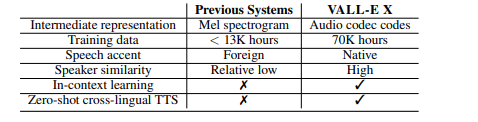 Previous Systems VALL-E X
Intermediate representation Mel spectrogram Audio codec codes
Training data < 13K hours 70K hours
Speech accent Foreign Native
Speaker similarity Relative low High
In-context learning ✗ ✓
Zero-shot cross-lingual TTS ✗ ✓